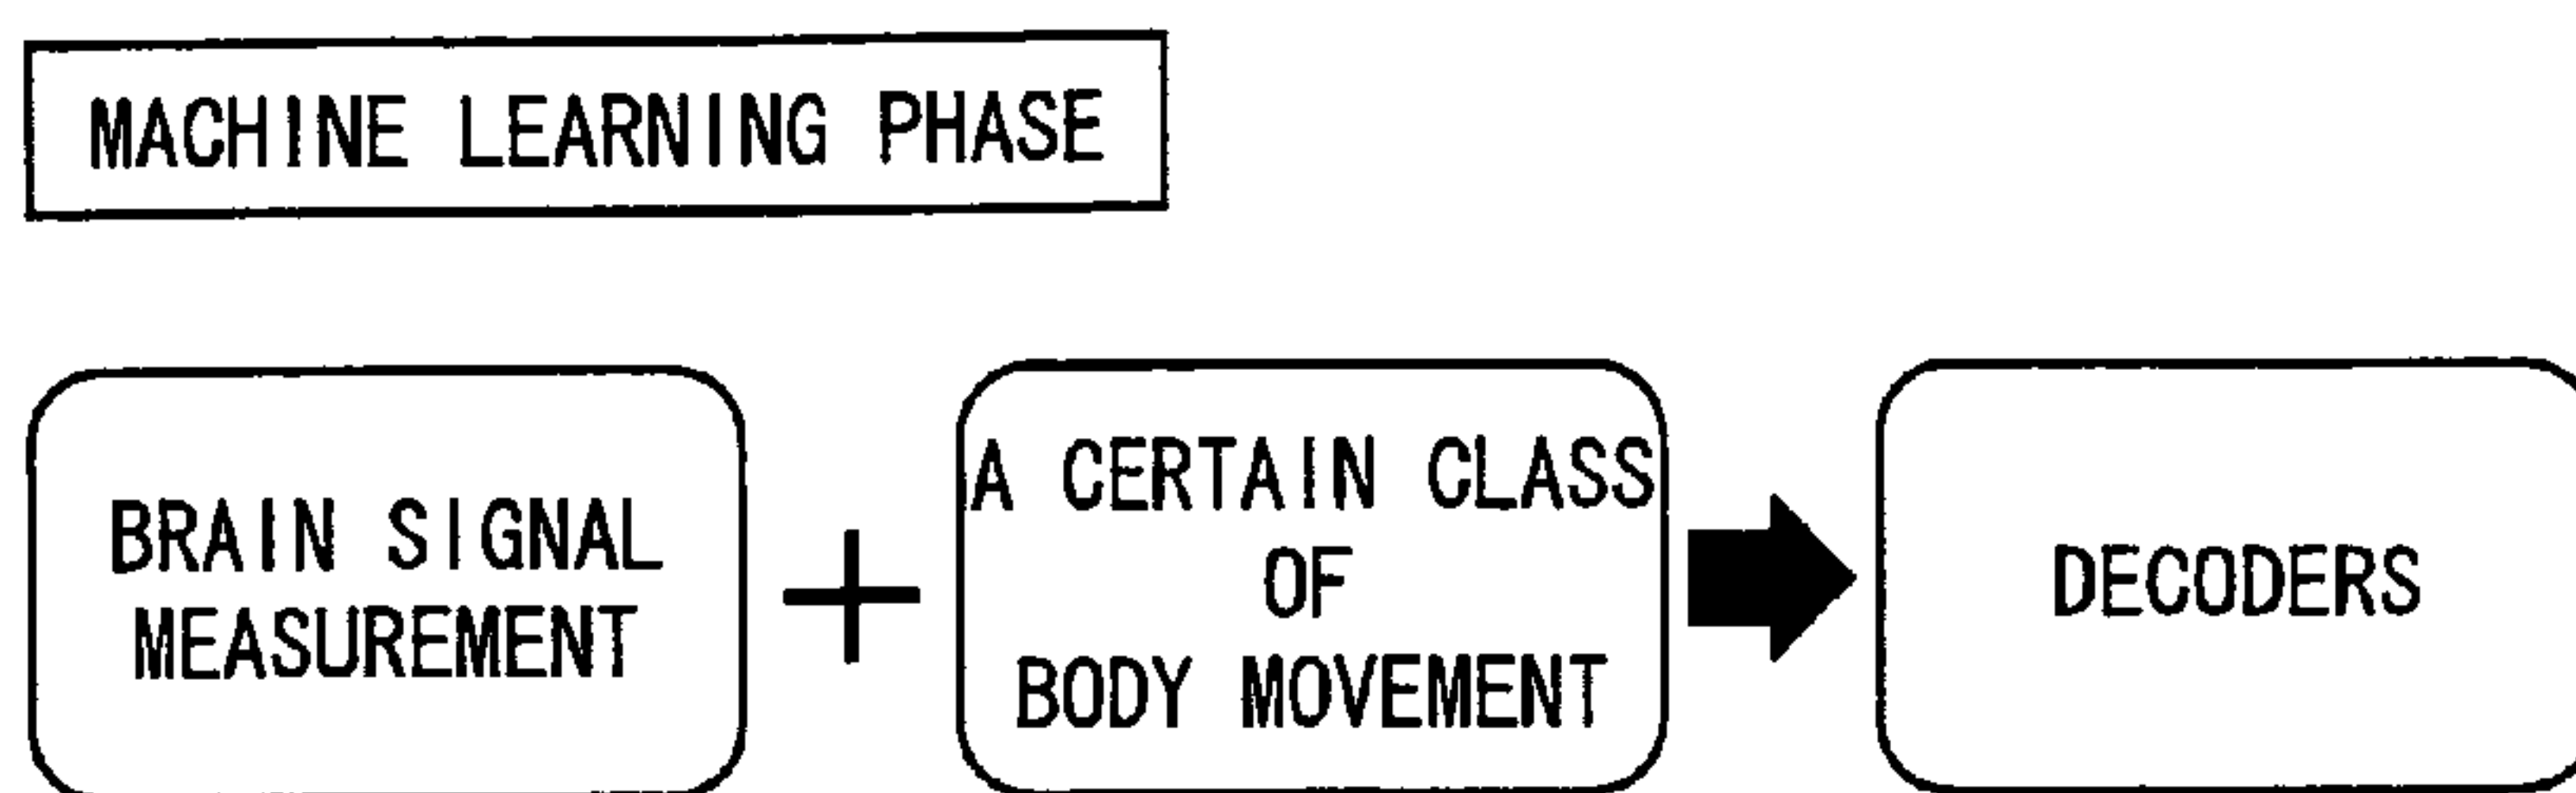 MACHINE LEARNING PHASE
BRAIN SIGNAL
MEASUREMENT
+
A CERTAIN CLASS
OF
BODY MOVEMENT
DECODERS